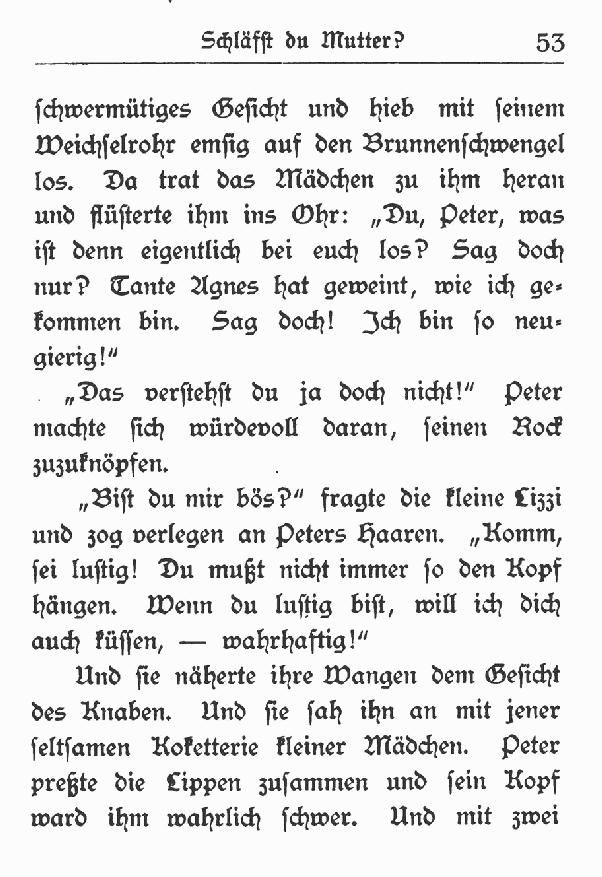 Schläfst du Mutter? 53
schwermütiges Gesicht und hieb mit seinem
Weichselrohr emsig auf den Brunnenschwengel
los. Da trat das Mädchen zu ihm heran
und flüsterte ihm ins Ohr: „Du, Peter, was
ist denn eigentlich bei euch los? Sag doch
nur? Tante Agnes hat geweint, wie ich ge-
kommen bin. Sag doch! Ich bin so neu-
gierig!“
„Das verstehst du ja doch nicht!“ Peter
machte sich würdevoll daran, seinen Rock
zuzuknöpfen.
„Bist du mir bös?“ fragte die kleine Lizzi
und zog verlegen an Peters Haaren. „Komm,
sei lustig! Du mußt nicht immer so den Kopf
hängen. Wenn du lustig bist, will ich dich
auch küssen, — wahrhaftig!“
Und sie näherte ihre Wangen dem Gesicht
des Knaben. Und sie sah ihn an mit jener
seltsamen Koketterie kleiner Mädchen. Peter
preßte die Lippen zusammen und sein Kopf
ward ihm wahrlich schwer. Und mit zwei